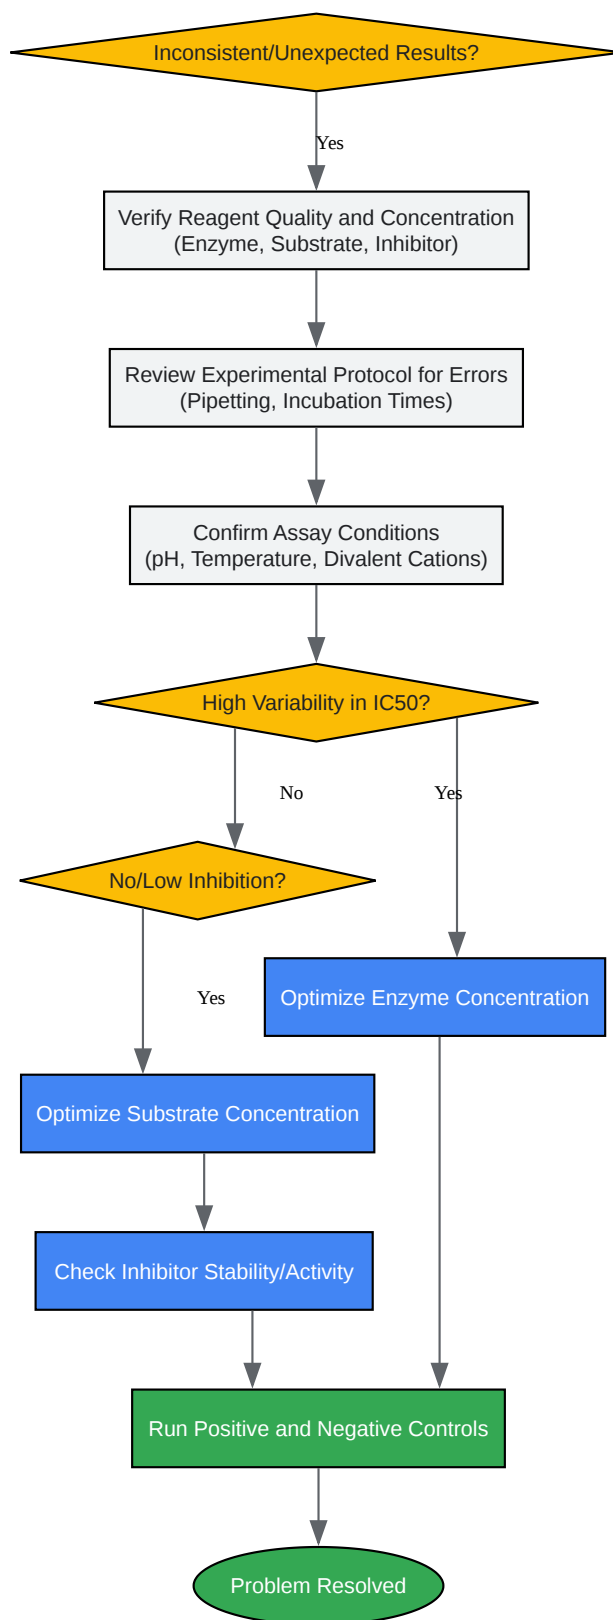 Inconsistent/Unexpected Results?
Yes
Verify Reagent Quality and Concentration
(Enzyme, Substrate, Inhibitor)
Review Experimental Protocol for Errors
(Pipetting, Incubation Times)
Confirm Assay Conditions
(pH, Temperature, Divalent Cations)
High Variability in IC50?
No
Yes
No/Low Inhibition?
Optimize Enzyme Concentration
Yes
Optimize Substrate Concentration
Check Inhibitor Stability/Activity
Run Positive and Negative Controls
Problem Resolved